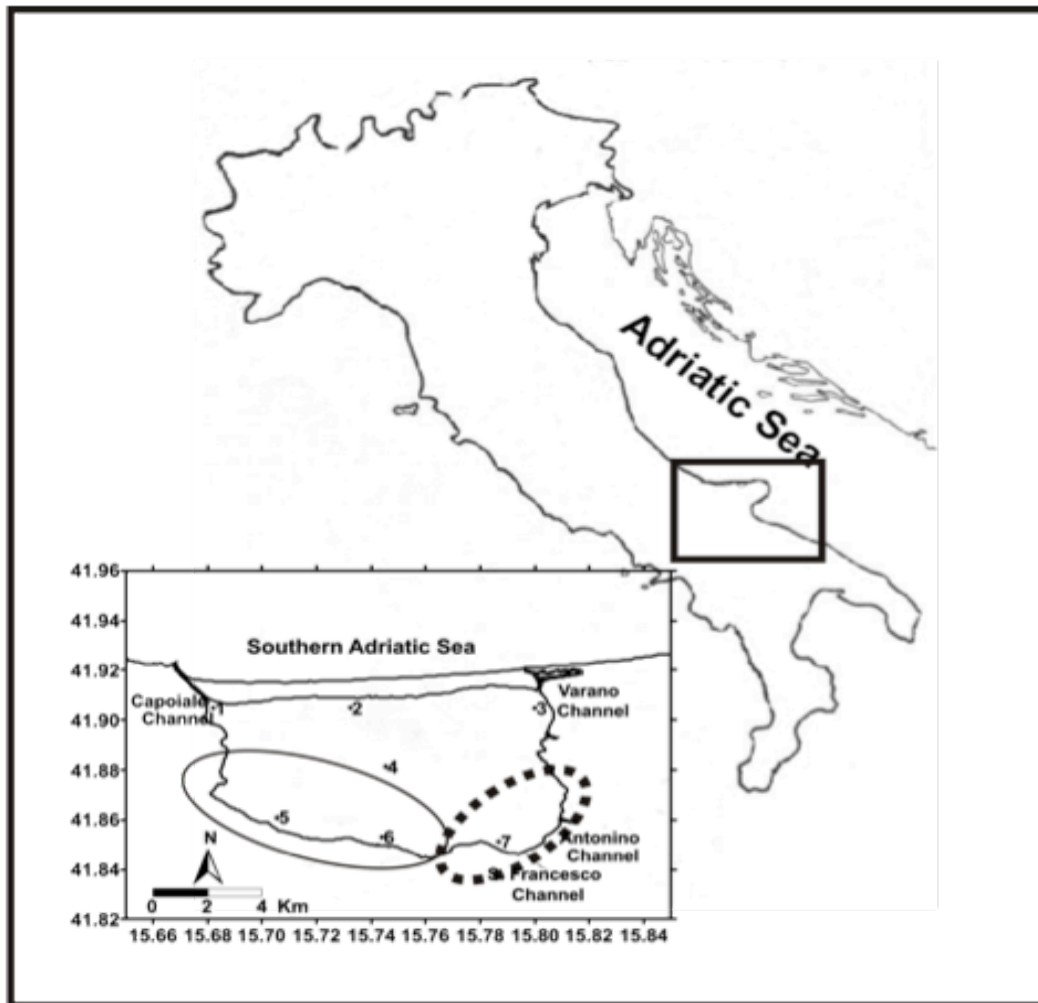 Adriatic Sea
41.96
41.94
41.92
41.90
41.88
41.86
41.84
41.82
Southern Adriatic Sea
Capoiale
Channel
1
2
3
Varano
Channel
4
5
6
7
Antonino
Channel
S. Francesco
Channel
N
0 2 4 Km
15.66 15.68 15.70 15.72 15.74 15.76 15.78 15.80 15.82 15.84